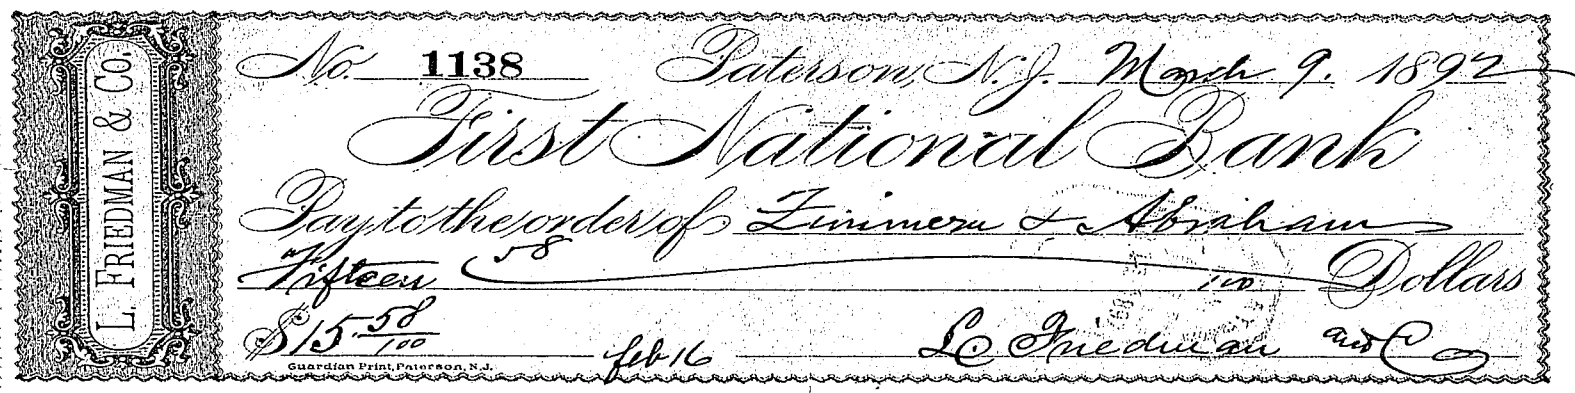 L. FRIEDMAN & CO.
No. 1138 Paterson, N.J. March 9. 1892
First National Bank
Pay to the order of Zimmern & Abraham
Fifteen 58 100 Dollars
$15.58/100 feb 16 L Friedman and Co
Guardian Print, Paterson, N.J.